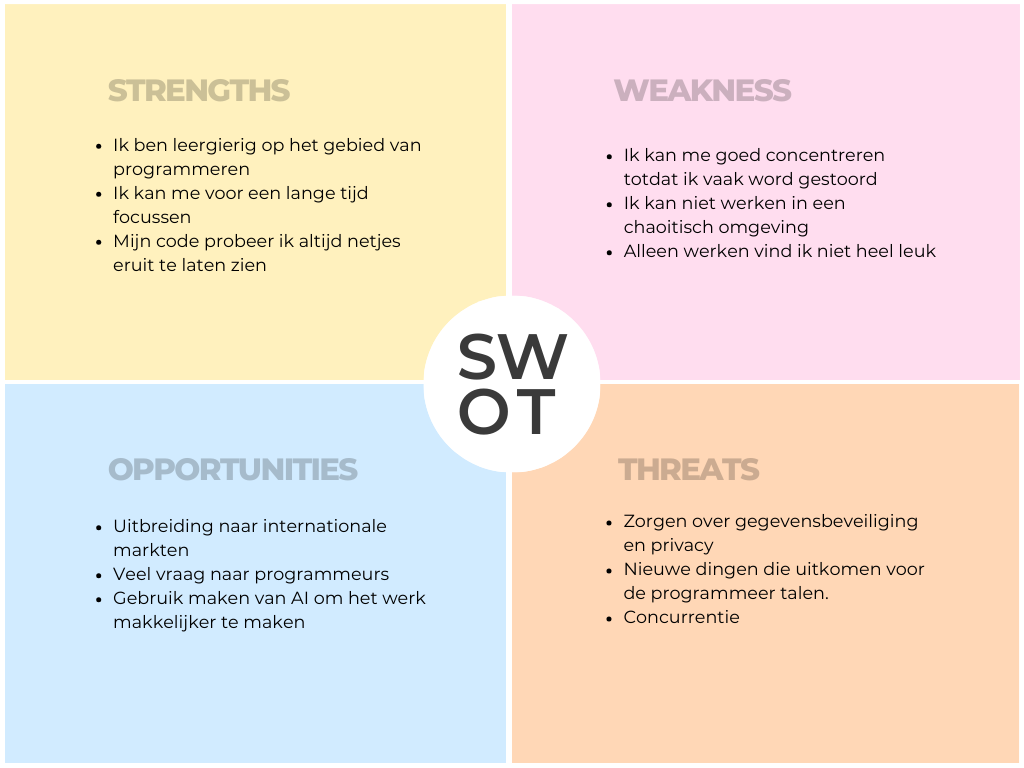 STRENGTHS
• Ik ben leergierig op het gebied van
programmeren
• Ik kan me voor een lange tijd
focussen
• Mijn code probeer ik altijd netjes
eruit te laten zien
WEAKNESS
• Ik kan me goed concentreren
totdat ik vaak word gestoord
• Ik kan niet werken in een
chaoitisch omgeving
• Alleen werken vind ik niet heel leuk
SW
OT
OPPORTUNITIES
• Uitbreiding naar internationale
markten
• Veel vraag naar programmeurs
• Gebruik maken van AI om het werk
makkelijker te maken
THREATS
• Zorgen over gegevensbeveiliging
en privacy
• Nieuwe dingen die uitkomen voor
de programmeer talen.
• Concurrentie